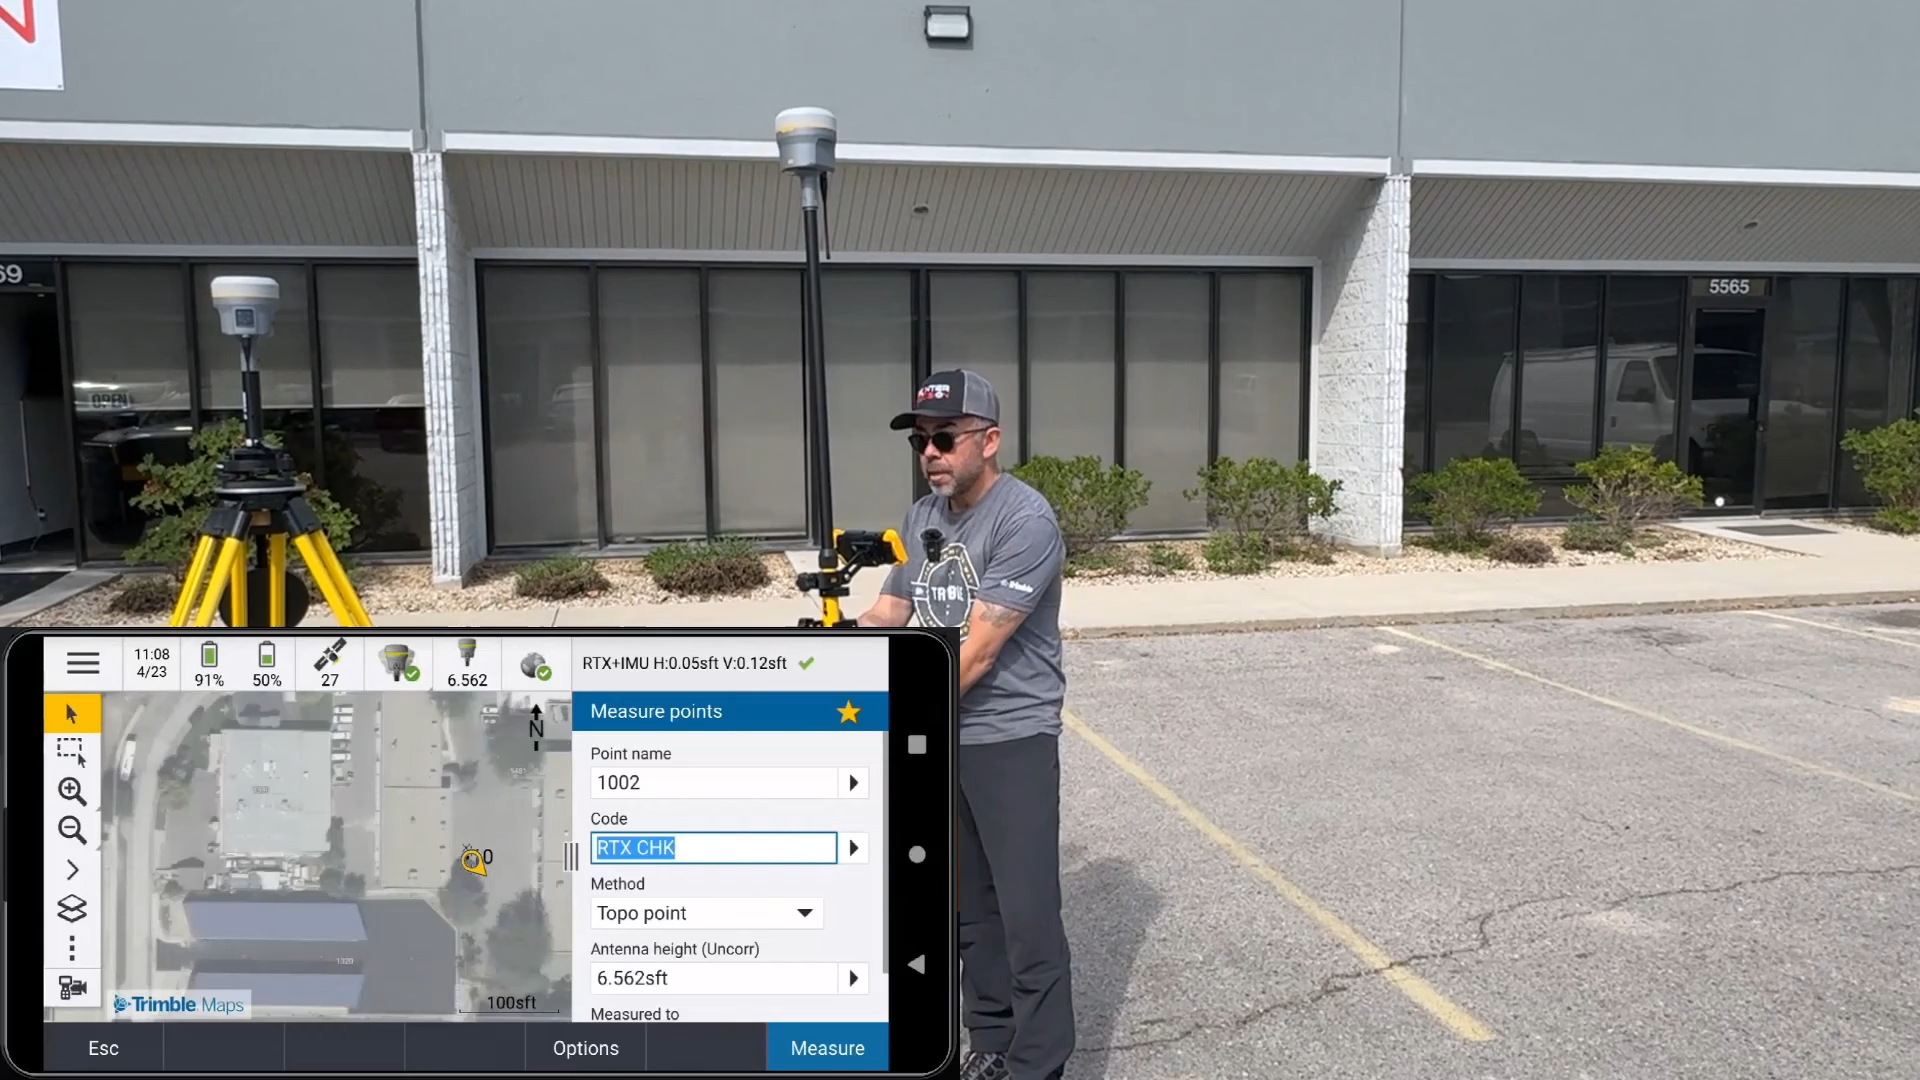 69
OPEN
5565
Trimble
11:08
4/23
91%
50%
27
6.562
RTX+IMU H:0.05sft V:0.12sft
Measure points
Point name
1002
Code
RTX CHK
Method
Topo point
Antenna height (Uncorr)
6.562sft
Measured to
N
0
1320
Trimble Maps
100sft
Esc
Options
Measure